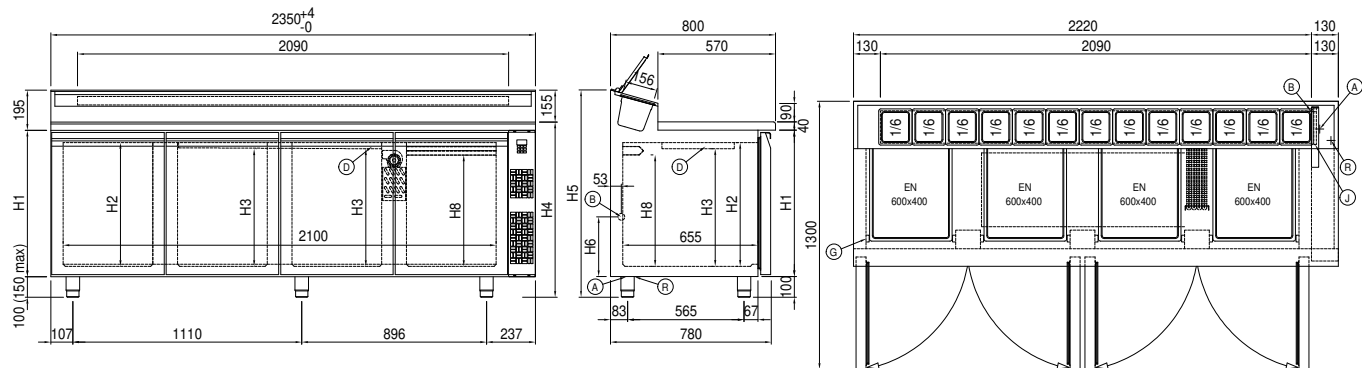 2350 +4
-0
2090
195
155
H1
H2
H3
D
H3
H8
H4
2100
100 (150 max)
107
1110
896
237
800
570
156
90
40
H5
53
B
H8
D
H3
H2
H1
H6
655
A
R
100
83
565
67
780
2220
130
130
2090
130
B
A
1/6 1/6 1/6 1/6 1/6 1/6 1/6 1/6 1/6 1/6 1/6 1/6 1/6
R
J
EN
600x400
EN
600x400
EN
600x400
EN
600x400
G
1300